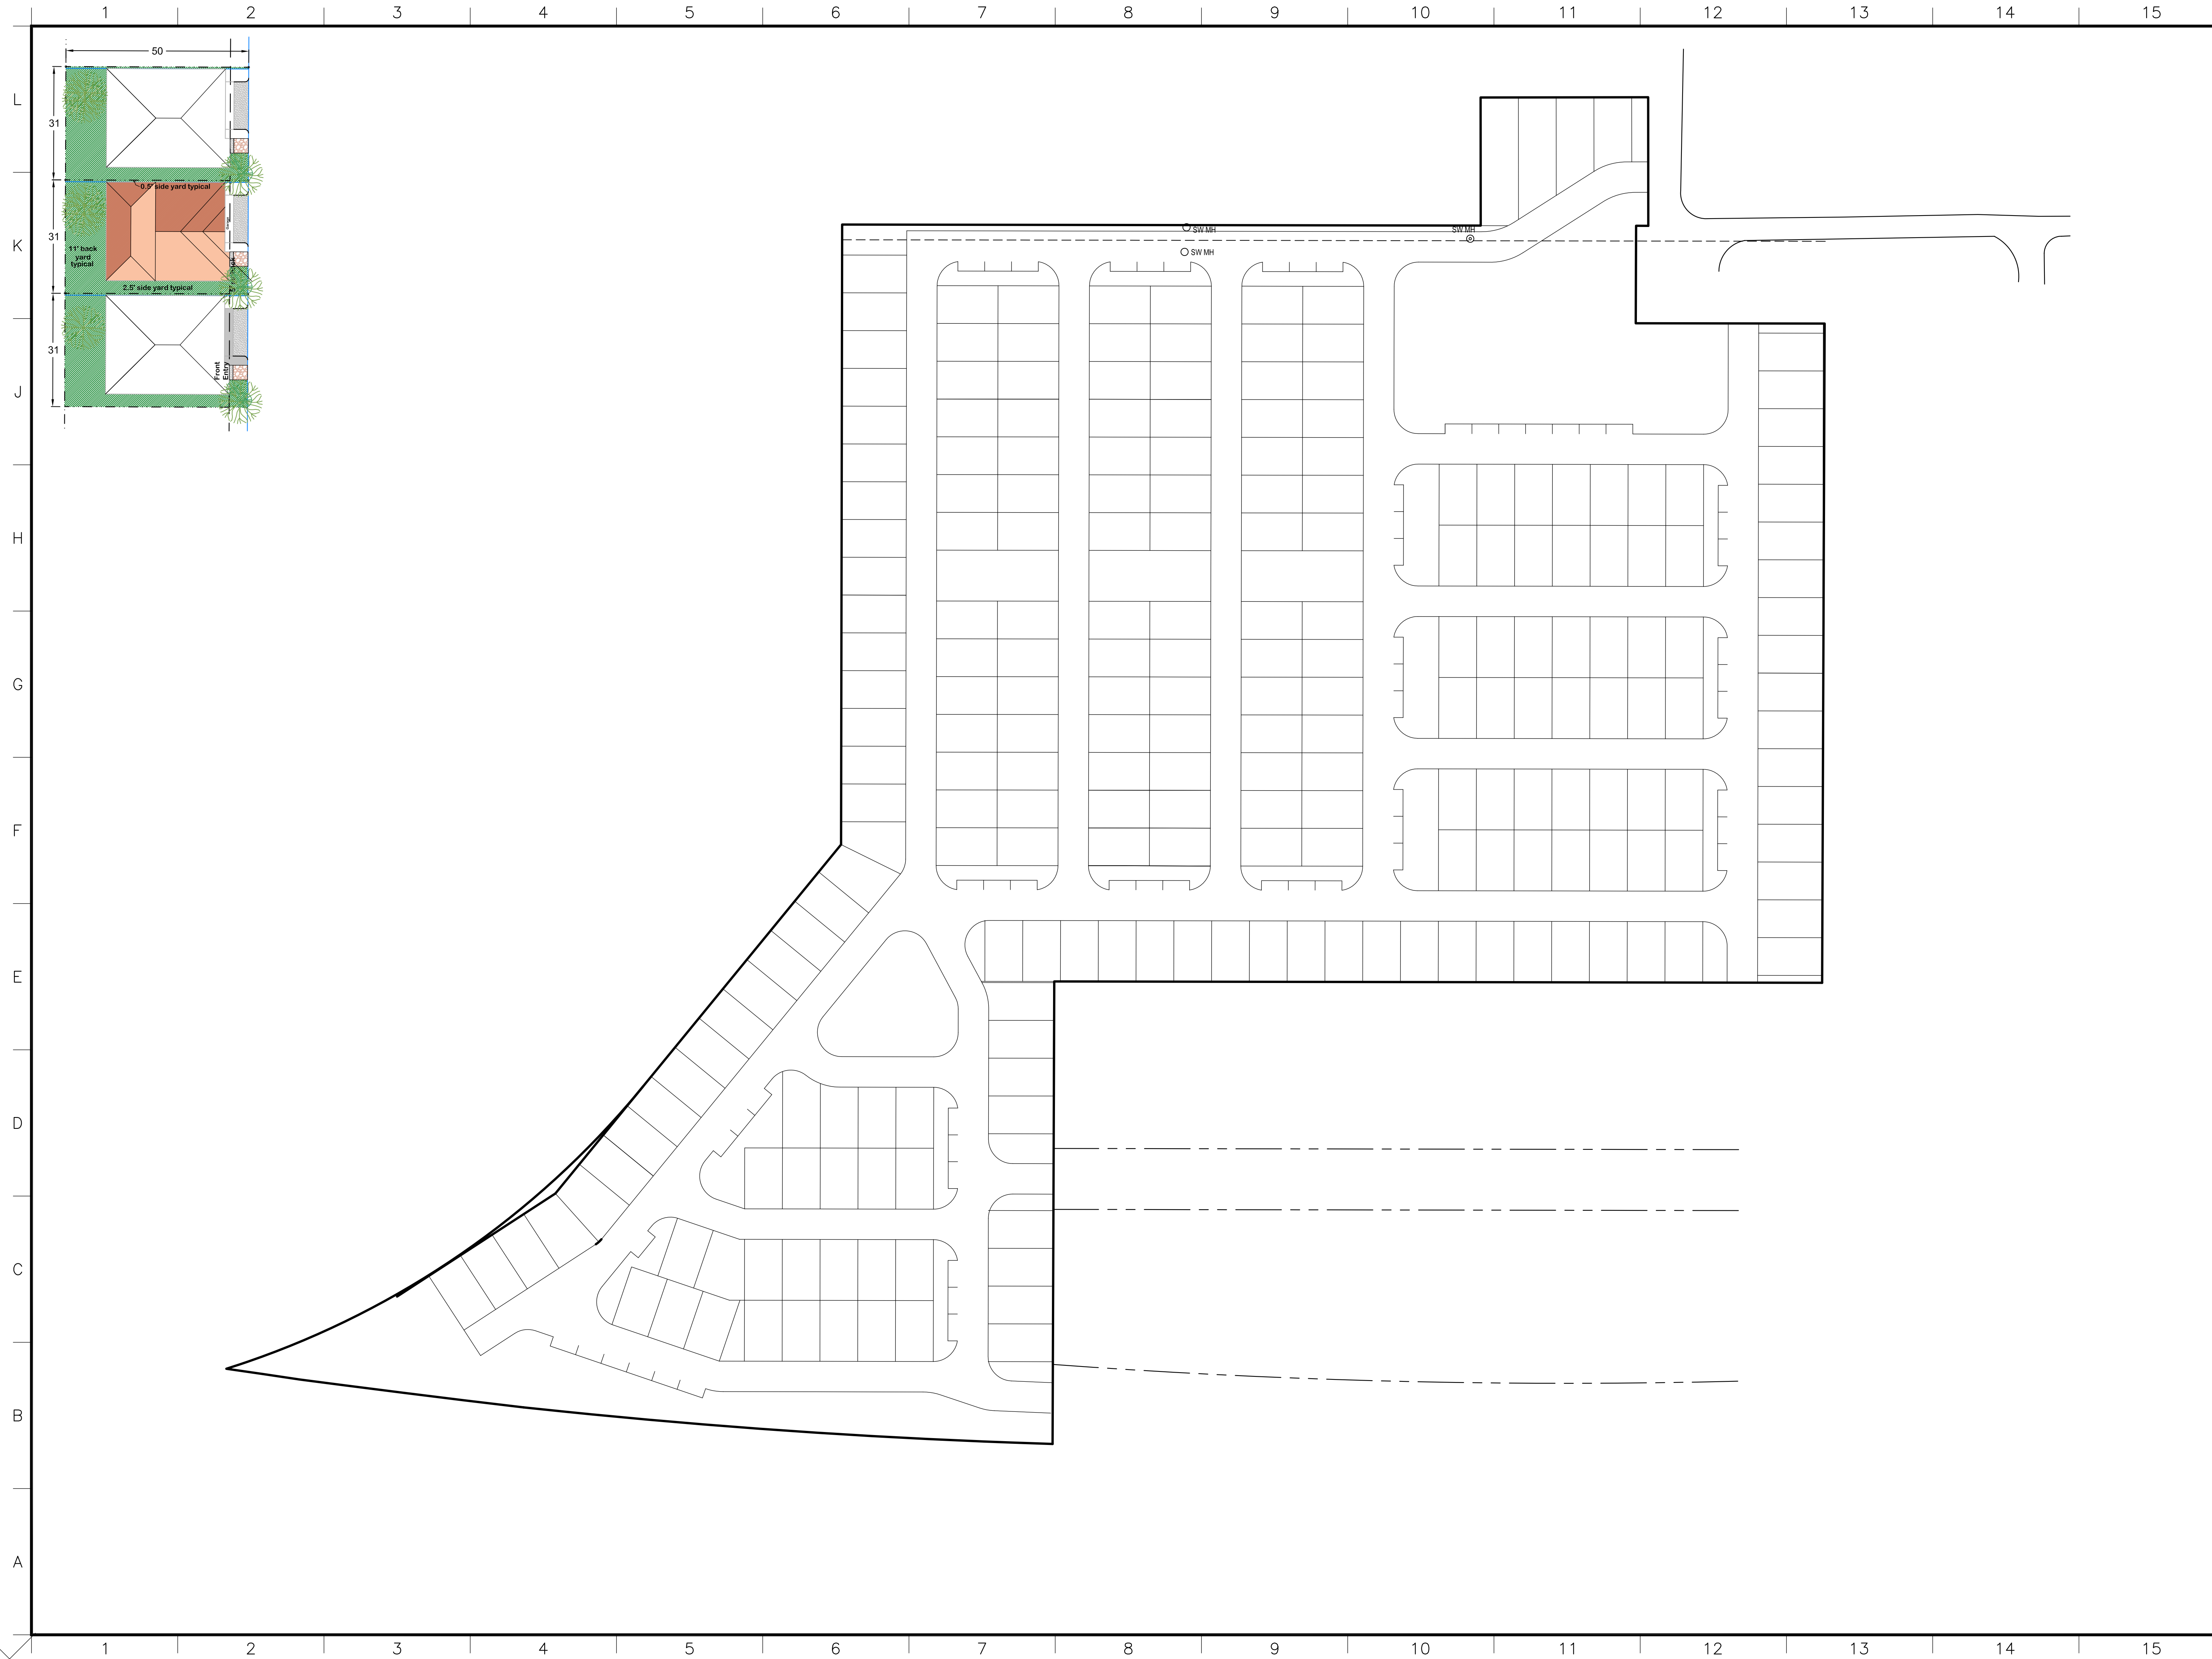 1 2 3 4 5 6 7 8 9 10 11 12 13 14 15
50
L
31
K
0.5' side yard typical
Garage
SW MH
SW MH
31
11' back
yard
typical
SW MH
2.5' side yard typical
J
31
Front
Entry
H
G
F
E
D
C
B
A
1 2 3 4 5 6 7 8 9 10 11 12 13 14 15